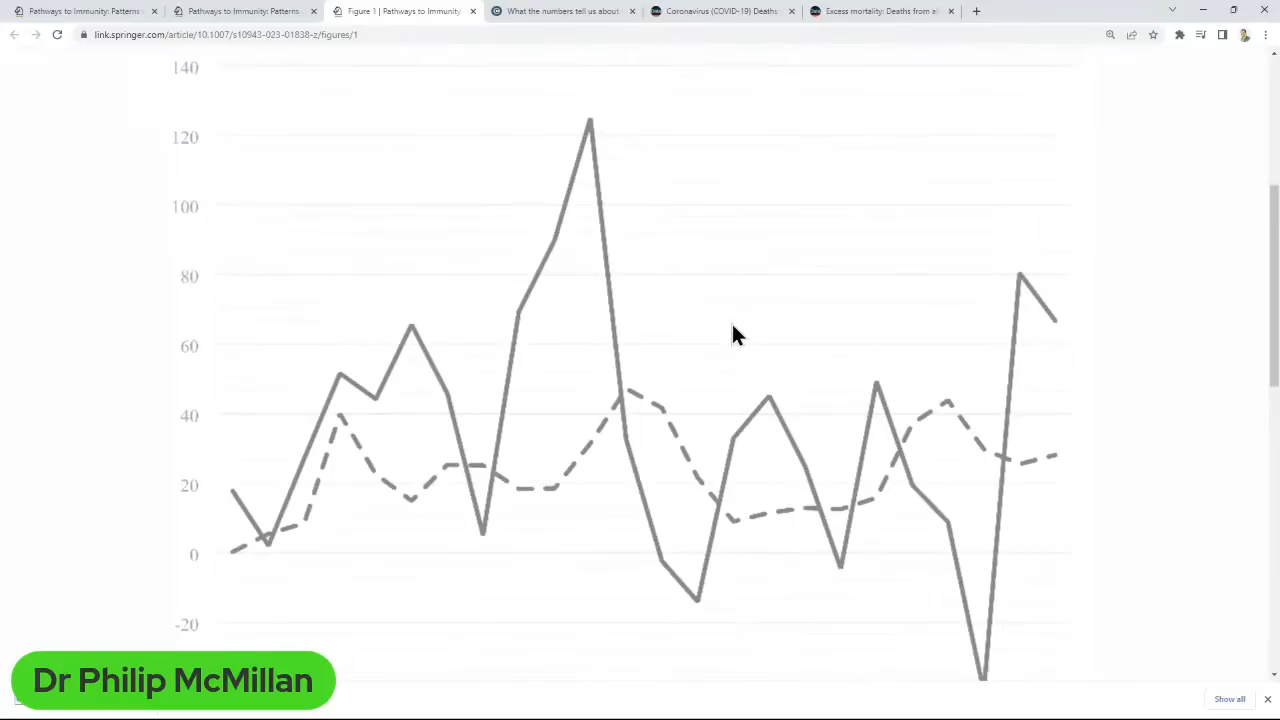 Pathways to Immunity: Patterns
Pathways to Immunity: Patterns
Figure 1 | Pathways to Immunity
What the numbers tell us about
Coronavirus (COVID-19) Deaths
Excess mortality: Deaths from al
link.springer.com/article/10.1007/s10943-023-01838-z/figures/1
140
120
100
80
60
40
20
0
-20
Dr Philip McMillan
Show all